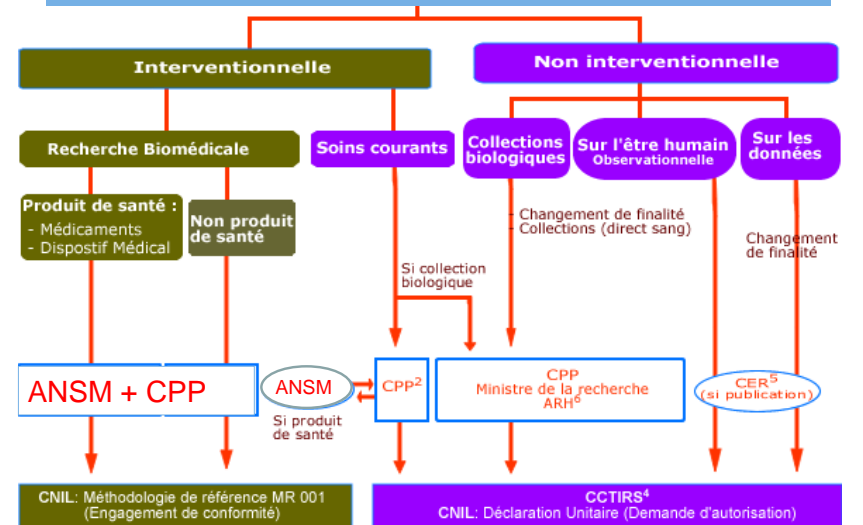 Interventionnelle
Non interventionnelle
Recherche Biomédicale
Soins courants
Collections
biologiques
Sur l'être humain
Observationnelle
Sur les
données
Produit de santé :
- Médicaments
- Dispostif Médical
Non produit
de santé
- Changement de finalité
- Collections (direct sang)
Changement
de finalité
Si collection
biologique
ANSM + CPP
ANSM
Si produit
de santé
CPP²
CPP
Ministre de la recherche
ARH⁶
CER⁵
(si publication)
CNIL: Méthodologie de référence MR 001
(Engagement de conformité)
CCTIRS⁴
CNIL: Déclaration Unitaire (Demande d'autorisation)